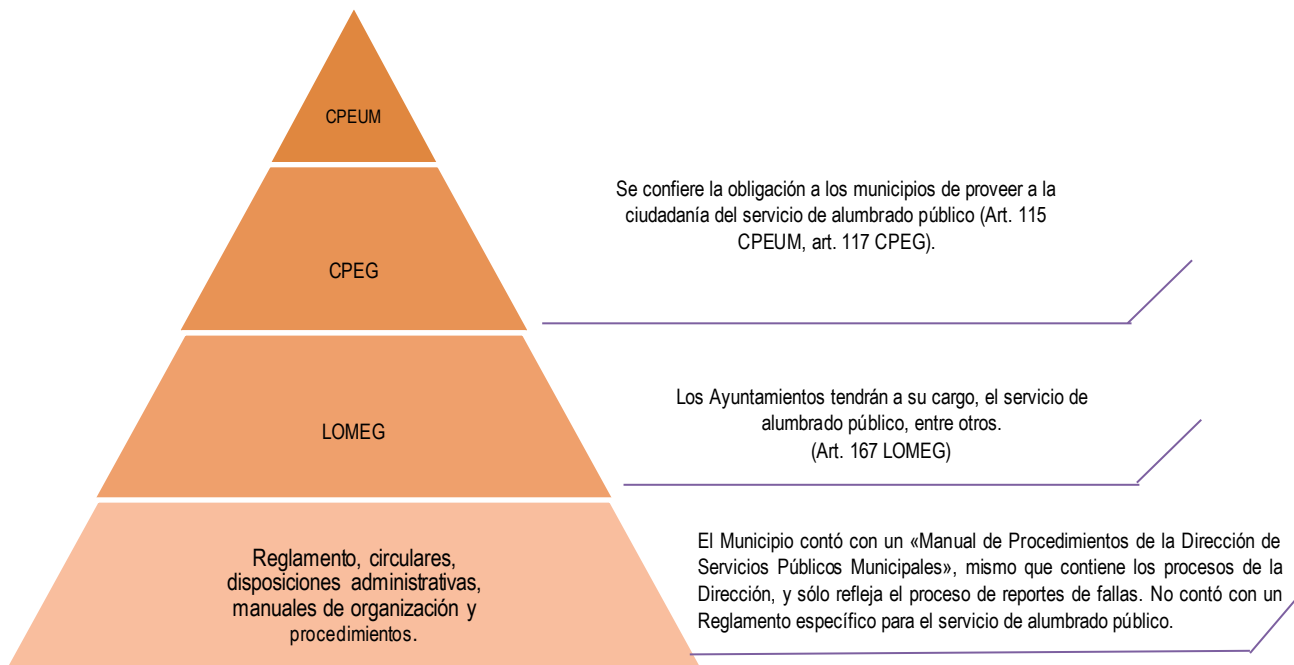 CPEUM
Se confiere la obligación a los municipios de proveer a la
ciudadanía del servicio de alumbrado público (Art. 115
CPEUM, art. 117 CPEG).
CPEG
Los Ayuntamientos tendrán a su cargo, el servicio de
alumbrado público, entre otros.
(Art. 167 LOMEG)
LOMEG
El Municipio contó con un «Manual de Procedimientos de la Dirección de
Servicios Públicos Municipales», mismo que contiene los procesos de la
Dirección, y sólo refleja el proceso de reportes de fallas. No contó con un
Reglamento específico para el servicio de alumbrado público.
Reglamento, circulares,
disposiciones administrativas,
manuales de organización y
procedimientos.